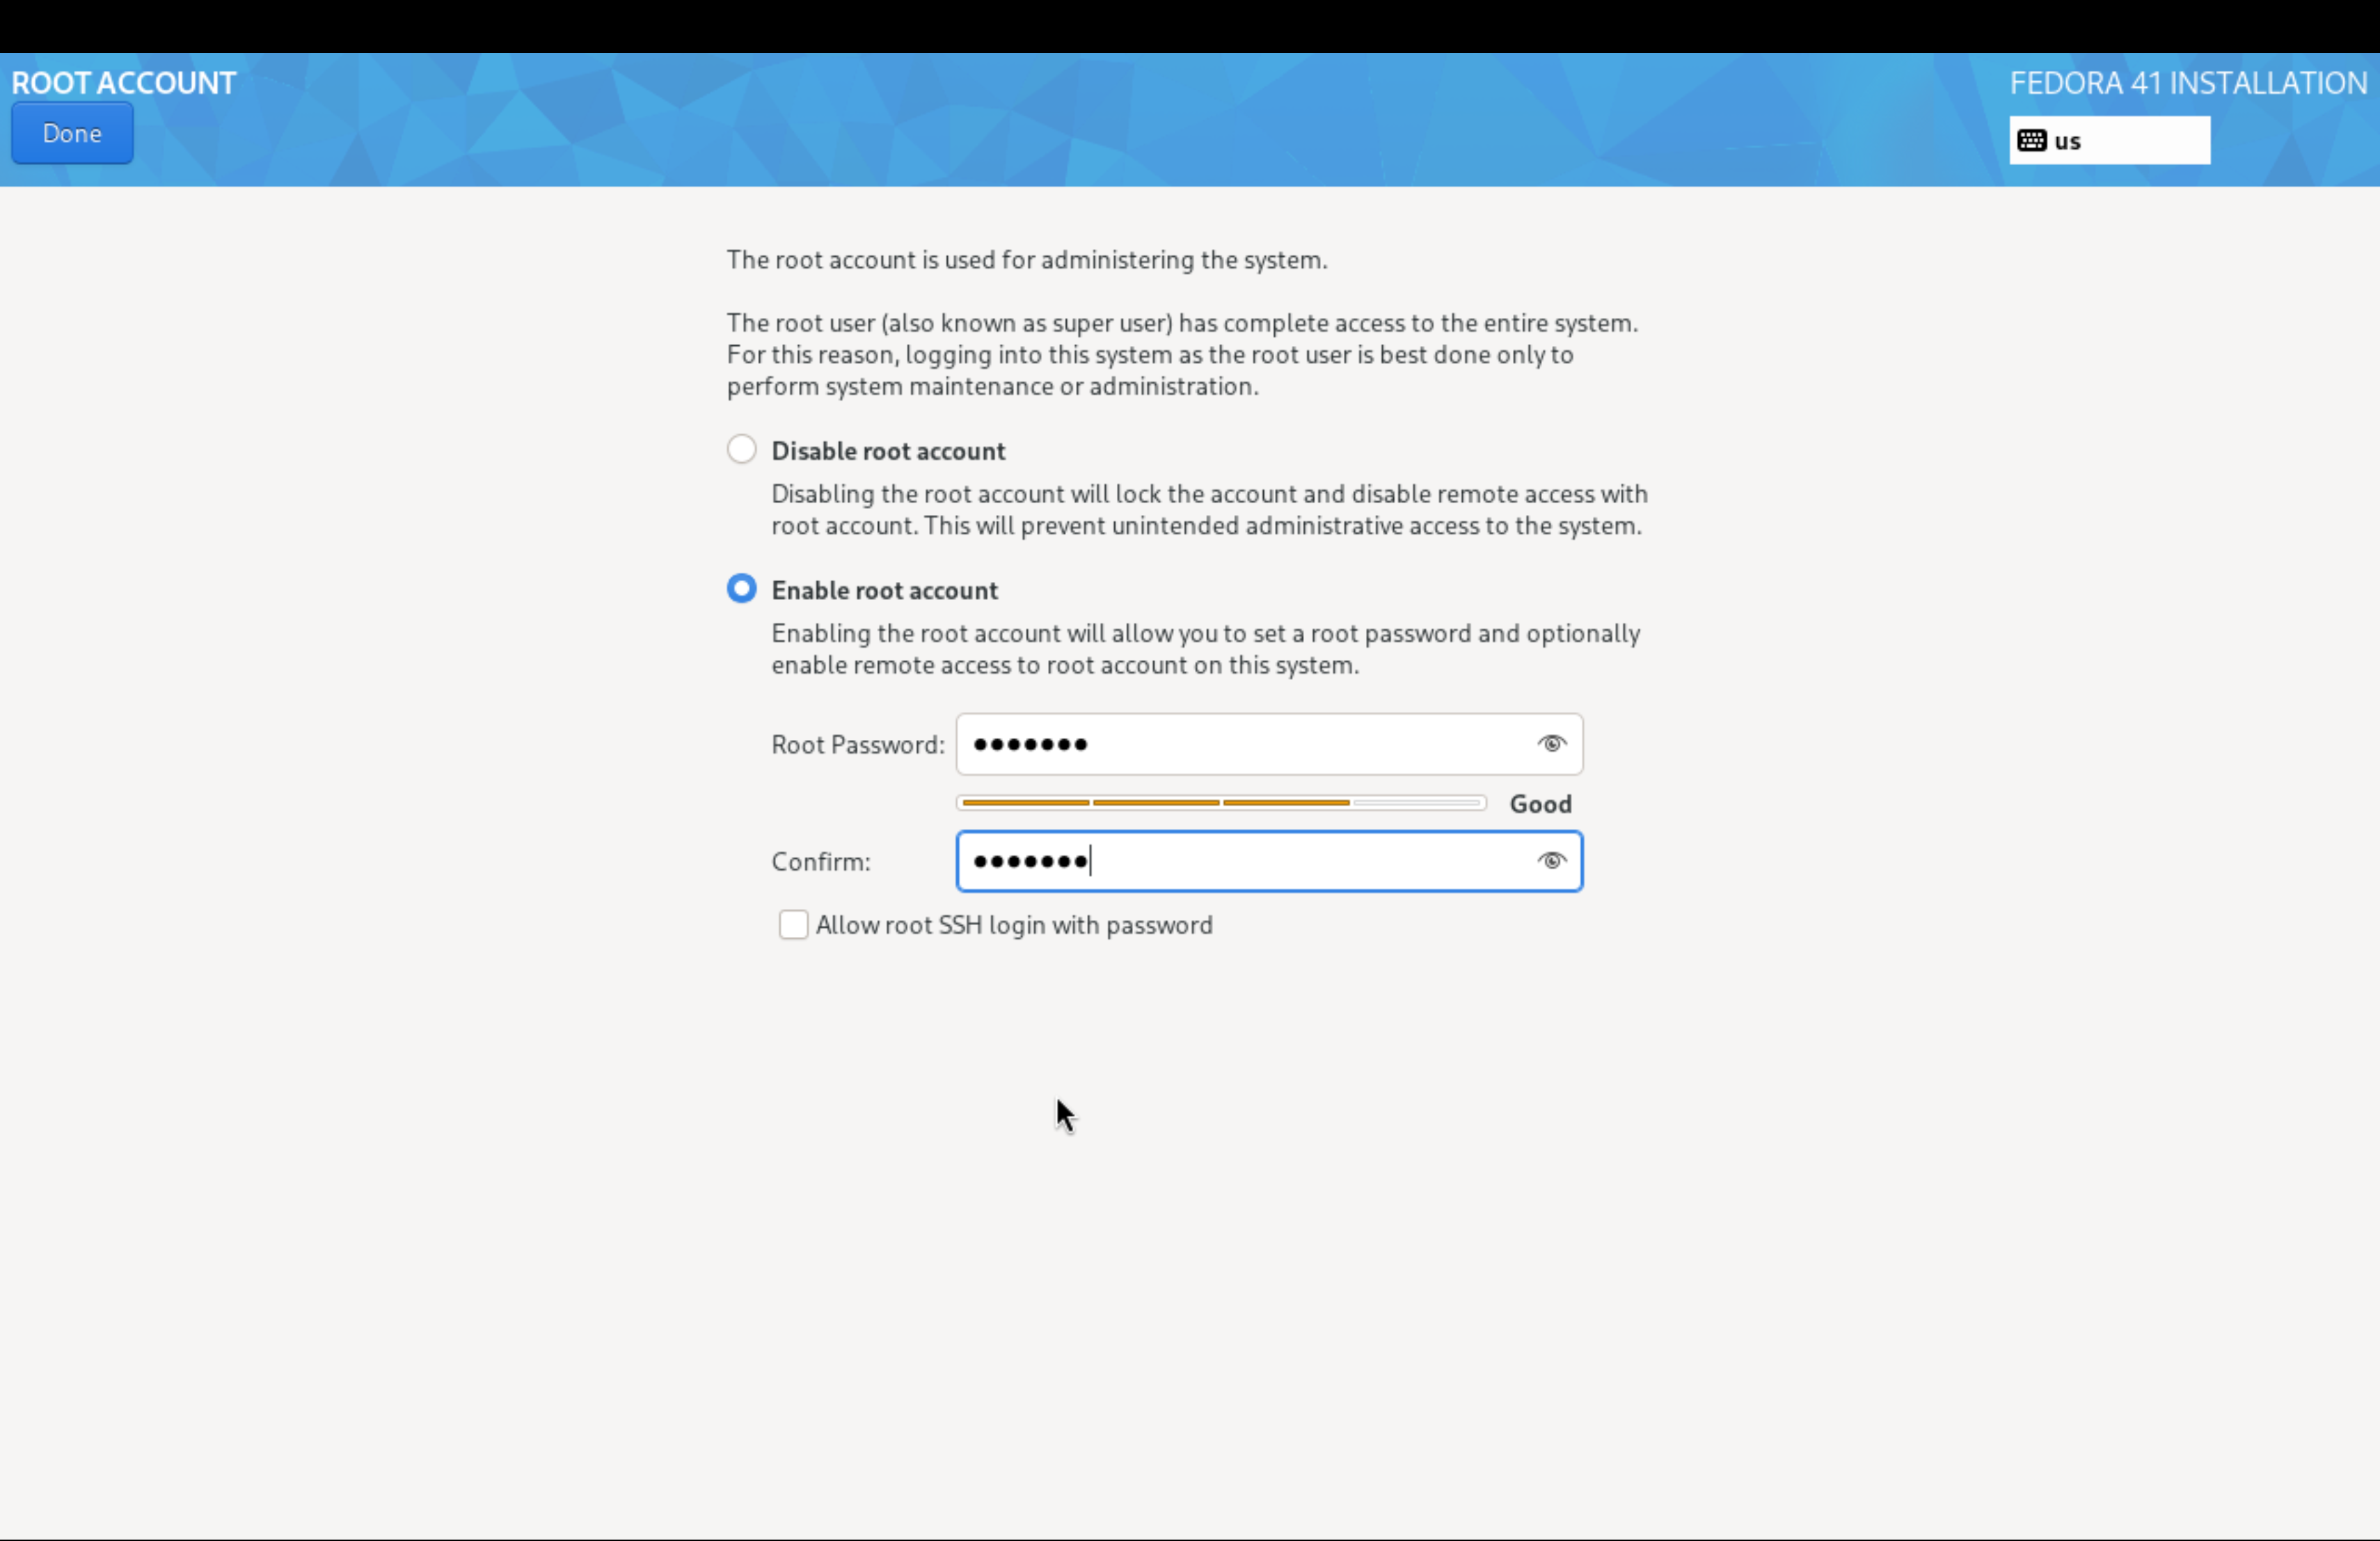 ROOT ACCOUNT
FEDORA 41 INSTALLATION
Done
us
The root account is used for administering the system.
The root user (also known as super user) has complete access to the entire system.
For this reason, logging into this system as the root user is best done only to
perform system maintenance or administration.
Disable root account
Disabling the root account will lock the account and disable remote access with
root account. This will prevent unintended administrative access to the system.
Enable root account
Enabling the root account will allow you to set a root password and optionally
enable remote access to root account on this system.
Root Password: ●●●●●●●
Good
Confirm: ●●●●●●●
Allow root SSH login with password